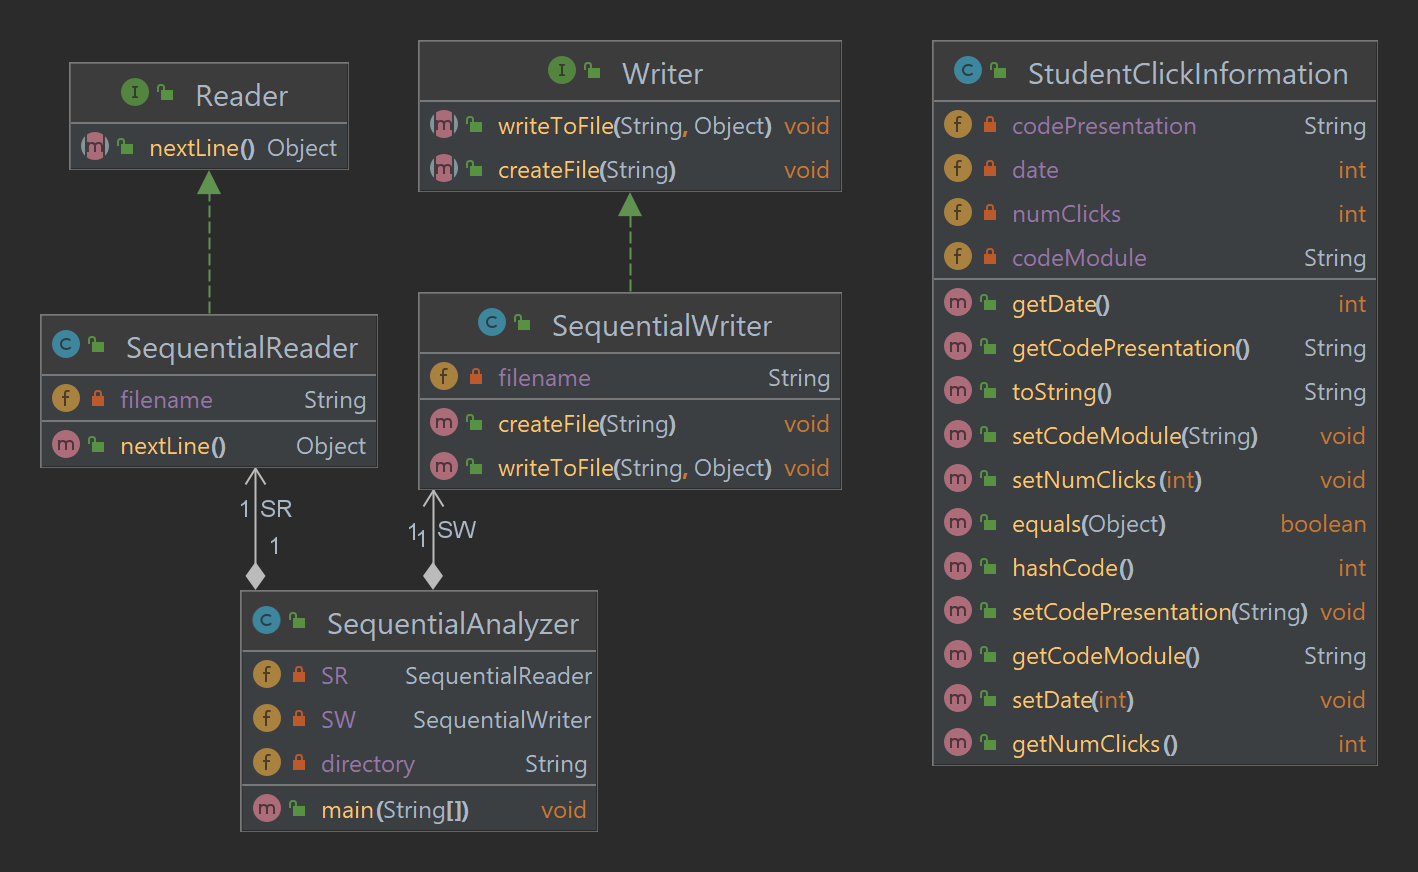 Reader
nextLine() Object
Writer
writeToFile(String, Object) void
createFile(String) void
StudentClickInformation
codePresentation String
date int
numClicks int
codeModule String
getDate() int
getCodePresentation() String
toString() String
setCodeModule(String) void
setNumClicks(int) void
equals(Object) boolean
hashCode() int
setCodePresentation(String) void
getCodeModule() String
setDate(int) void
getNumClicks() int
SequentialReader
filename String
nextLine() Object
SequentialWriter
filename String
createFile(String) void
writeToFile(String, Object) void
1 SR
1
1 1 SW
SequentialAnalyzer
SR SequentialReader
SW SequentialWriter
directory String
main(String[]) void